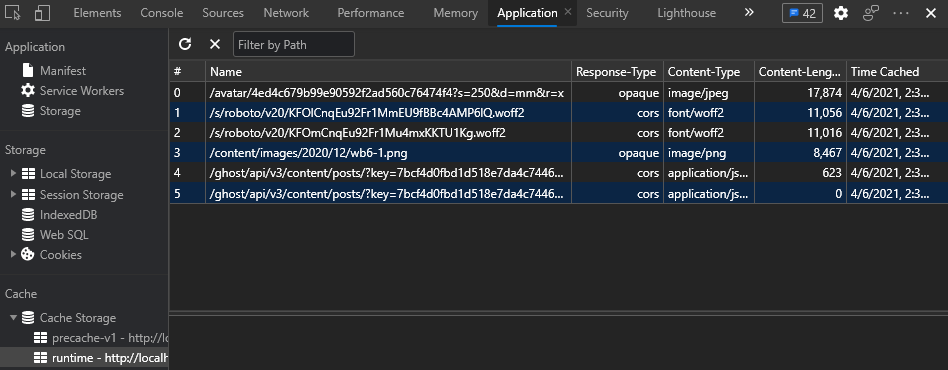 Elements Console Sources Network Performance Memory Application × Security Lighthouse » 42
Application
Manifest
Service Workers
Storage
Storage
Local Storage
Session Storage
IndexedDB
Web SQL
Cookies
Cache
Cache Storage
precache-v1 - http://lo
runtime - http://localh
Filter by Path
# Name Response-Type Content-Type Content-Leng... Time Cached
0 /avatar/4ed4c679b99e90592f2ad560c76474f4?s=250&d=mm&r=x opaque image/jpeg 17,874 4/6/2021, 2:3...
1 /s/roboto/v20/KFOlCnqEu92Fr1MmEU9fBBc4AMP6lQ.woff2 cors font/woff2 11,056 4/6/2021, 2:3...
2 /s/roboto/v20/KFOmCnqEu92Fr1Mu4mxKKTU1Kg.woff2 cors font/woff2 11,016 4/6/2021, 2:3...
3 /content/images/2020/12/wb6-1.png opaque image/png 8,467 4/6/2021, 2:3...
4 /ghost/api/v3/content/posts/?key=7bcf4d0fbd1d518e7da4c7446... cors application/js... 623 4/6/2021, 2:3...
5 /ghost/api/v3/content/posts/?key=7bcf4d0fbd1d518e7da4c7446... cors application/js... 0 4/6/2021, 2:3...